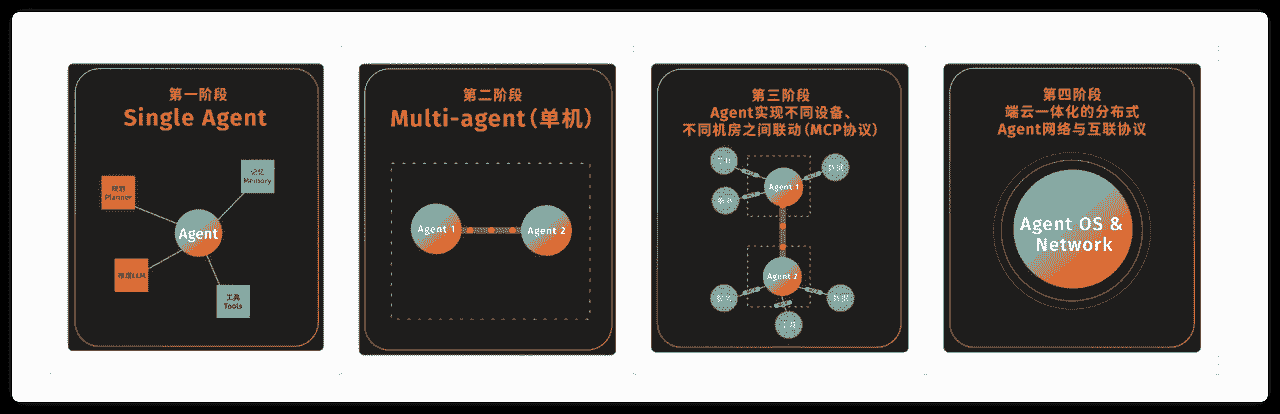 第一阶段
Single Agent
记忆
Memory
规划
Planner
Agent
工具
Tools
第二阶段
Multi-agent（单机）
Agent 1
Agent 2
第三阶段
Agent实现不同设备、
不同机房之间联动（MCP协议）
Agent 1
Agent 2
第四阶段
端云一体化的分布式
Agent网络与互联协议
Agent OS &
Network